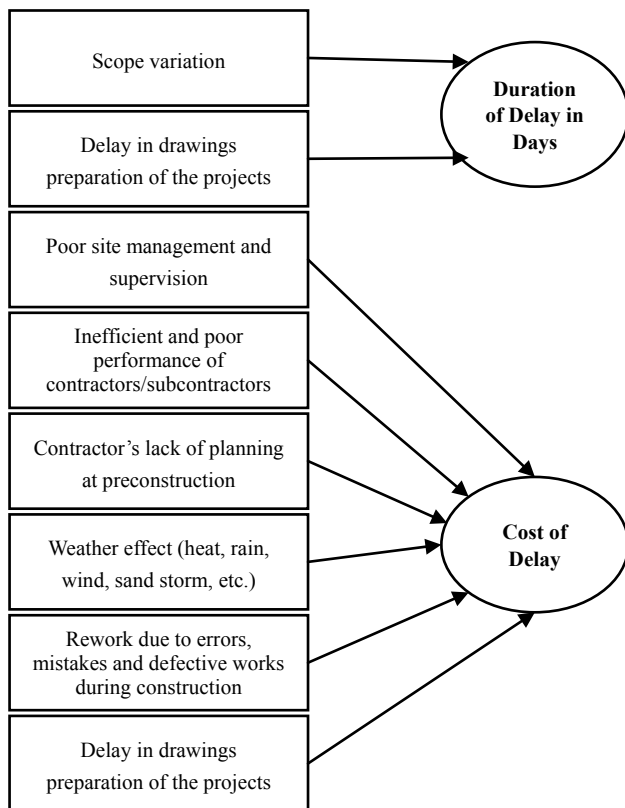 Scope variation
Duration
of Delay in
Days
Delay in drawings
preparation of the projects
Poor site management and
supervision
Inefficient and poor
performance of
contractors/subcontractors
Contractor’s lack of planning
at preconstruction
Weather effect (heat, rain,
wind, sand storm, etc.)
Cost of
Delay
Rework due to errors,
mistakes and defective works
during construction
Delay in drawings
preparation of the projects